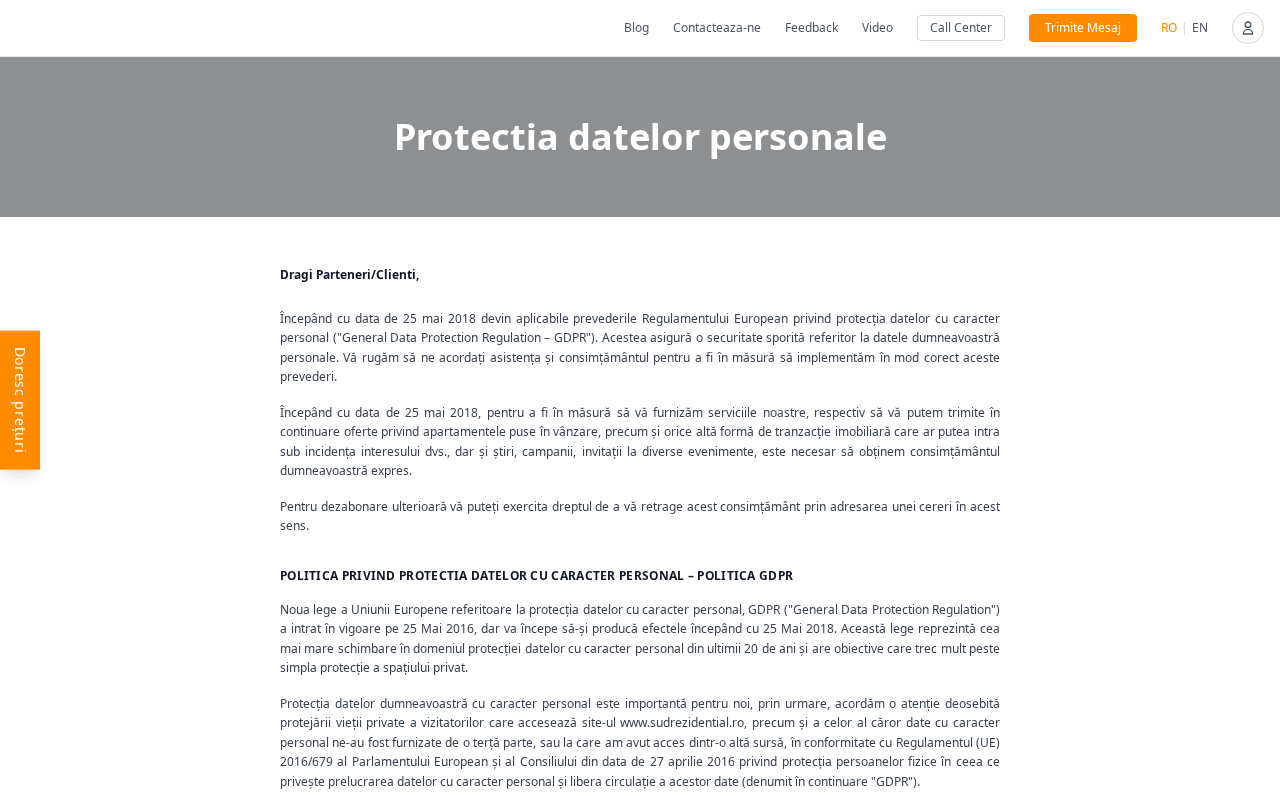 Blog Contacteaza-ne Feedback Video Call Center Trimite Mesaj RO | EN
Protectia datelor personale
Doresc prețuri
Dragi Parteneri/Clienti,
Începând cu data de 25 mai 2018 devin aplicabile prevederile Regulamentului European privind protecția datelor cu caracter
personal ("General Data Protection Regulation – GDPR"). Acestea asigură o securitate sporită referitor la datele dumneavoastră
personale. Vă rugăm să ne acordați asistența și consimțământul pentru a fi în măsură să implementăm în mod corect aceste
prevederi.
Începând cu data de 25 mai 2018, pentru a fi în măsură să vă furnizăm serviciile noastre, respectiv să vă putem trimite în
continuare oferte privind apartamentele puse în vânzare, precum și orice altă formă de tranzacție imobiliară care ar putea intra
sub incidența interesului dvs., dar și știri, campanii, invitații la diverse evenimente, este necesar să obținem consimțământul
dumneavoastră expres.
Pentru dezabonare ulterioară vă puteți exercita dreptul de a vă retrage acest consimțământ prin adresarea unei cereri în acest
sens.
POLITICA PRIVIND PROTECTIA DATELOR CU CARACTER PERSONAL – POLITICA GDPR
Noua lege a Uniunii Europene referitoare la protecția datelor cu caracter personal, GDPR ("General Data Protection Regulation")
a intrat în vigoare pe 25 Mai 2016, dar va începe să-și producă efectele începând cu 25 Mai 2018. Această lege reprezintă cea
mai mare schimbare în domeniul protecției datelor cu caracter personal din ultimii 20 de ani și are obiective care trec mult peste
simpla protecție a spațiului privat.
Protecția datelor dumneavoastră cu caracter personal este importantă pentru noi, prin urmare, acordăm o atenție deosebită
protejării vieții private a vizitatorilor care accesează site-ul www.sudrezidential.ro, precum și a celor al căror date cu caracter
personal ne-au fost furnizate de o terță parte, sau la care am avut acces dintr-o altă sursă, în conformitate cu Regulamentul (UE)
2016/679 al Parlamentului European și al Consiliului din data de 27 aprilie 2016 privind protecția persoanelor fizice în ceea ce
privește prelucrarea datelor cu caracter personal și libera circulație a acestor date (denumit în continuare "GDPR").